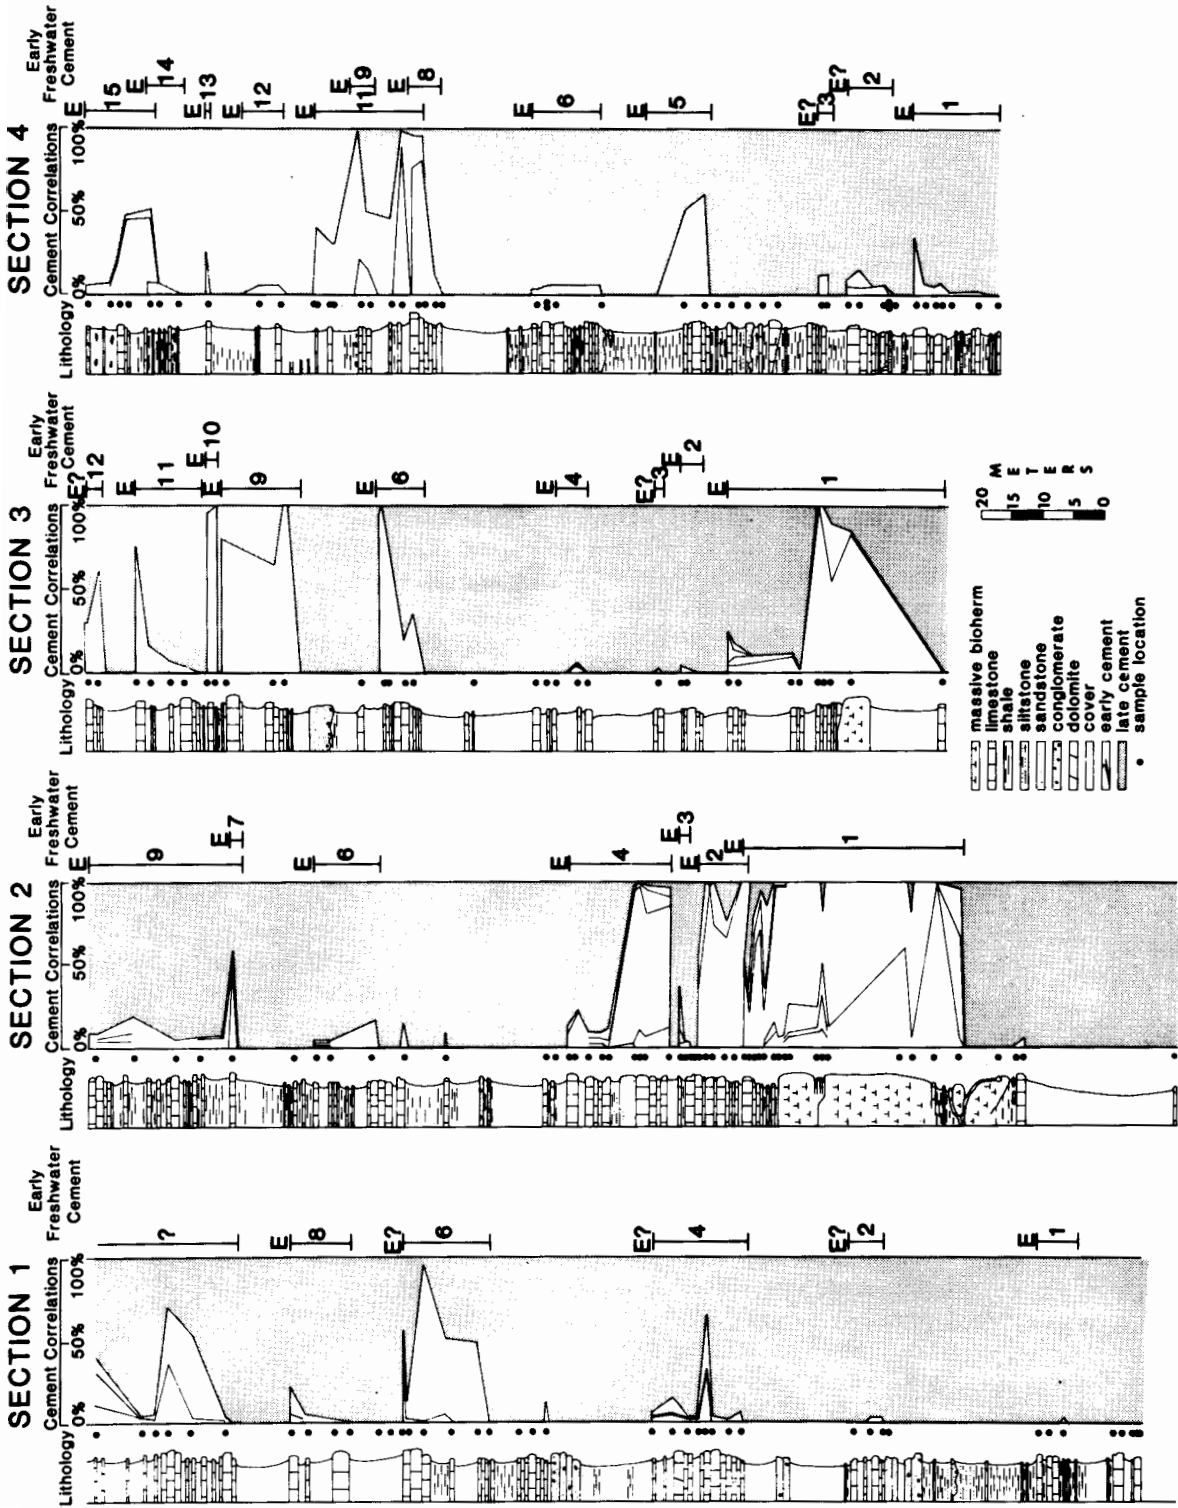 SECTION 1
Lithology
Cement Correlations
0%
50%
100%
Early
Freshwater
Cement
?
E
8
E?
6
E?
4
E?
2
E
1
SECTION 2
Lithology
Cement Correlations
0%
50%
100%
Early
Freshwater
Cement
E
9
E
7
E
6
E
4
E
3
E
2
E
1
SECTION 3
Lithology
Cement Correlations
0%
50%
100%
Early
Freshwater
Cement
E?
12
E
11
E
10
E
9
E
6
E
4
E?
3
E
2
E
1
massive bioherm
limestone
shale
siltstone
sandstone
conglomerate
dolomite
cover
early cement
late cement
sample location
20
15
10
5
0
METERS
SECTION 4
Lithology
Cement Correlations
0%
50%
100%
Early
Freshwater
Cement
E
15
E
14
E
13
E
12
E
11
E
9
E
8
E
6
E
5
E?
3
E?
2
E
1